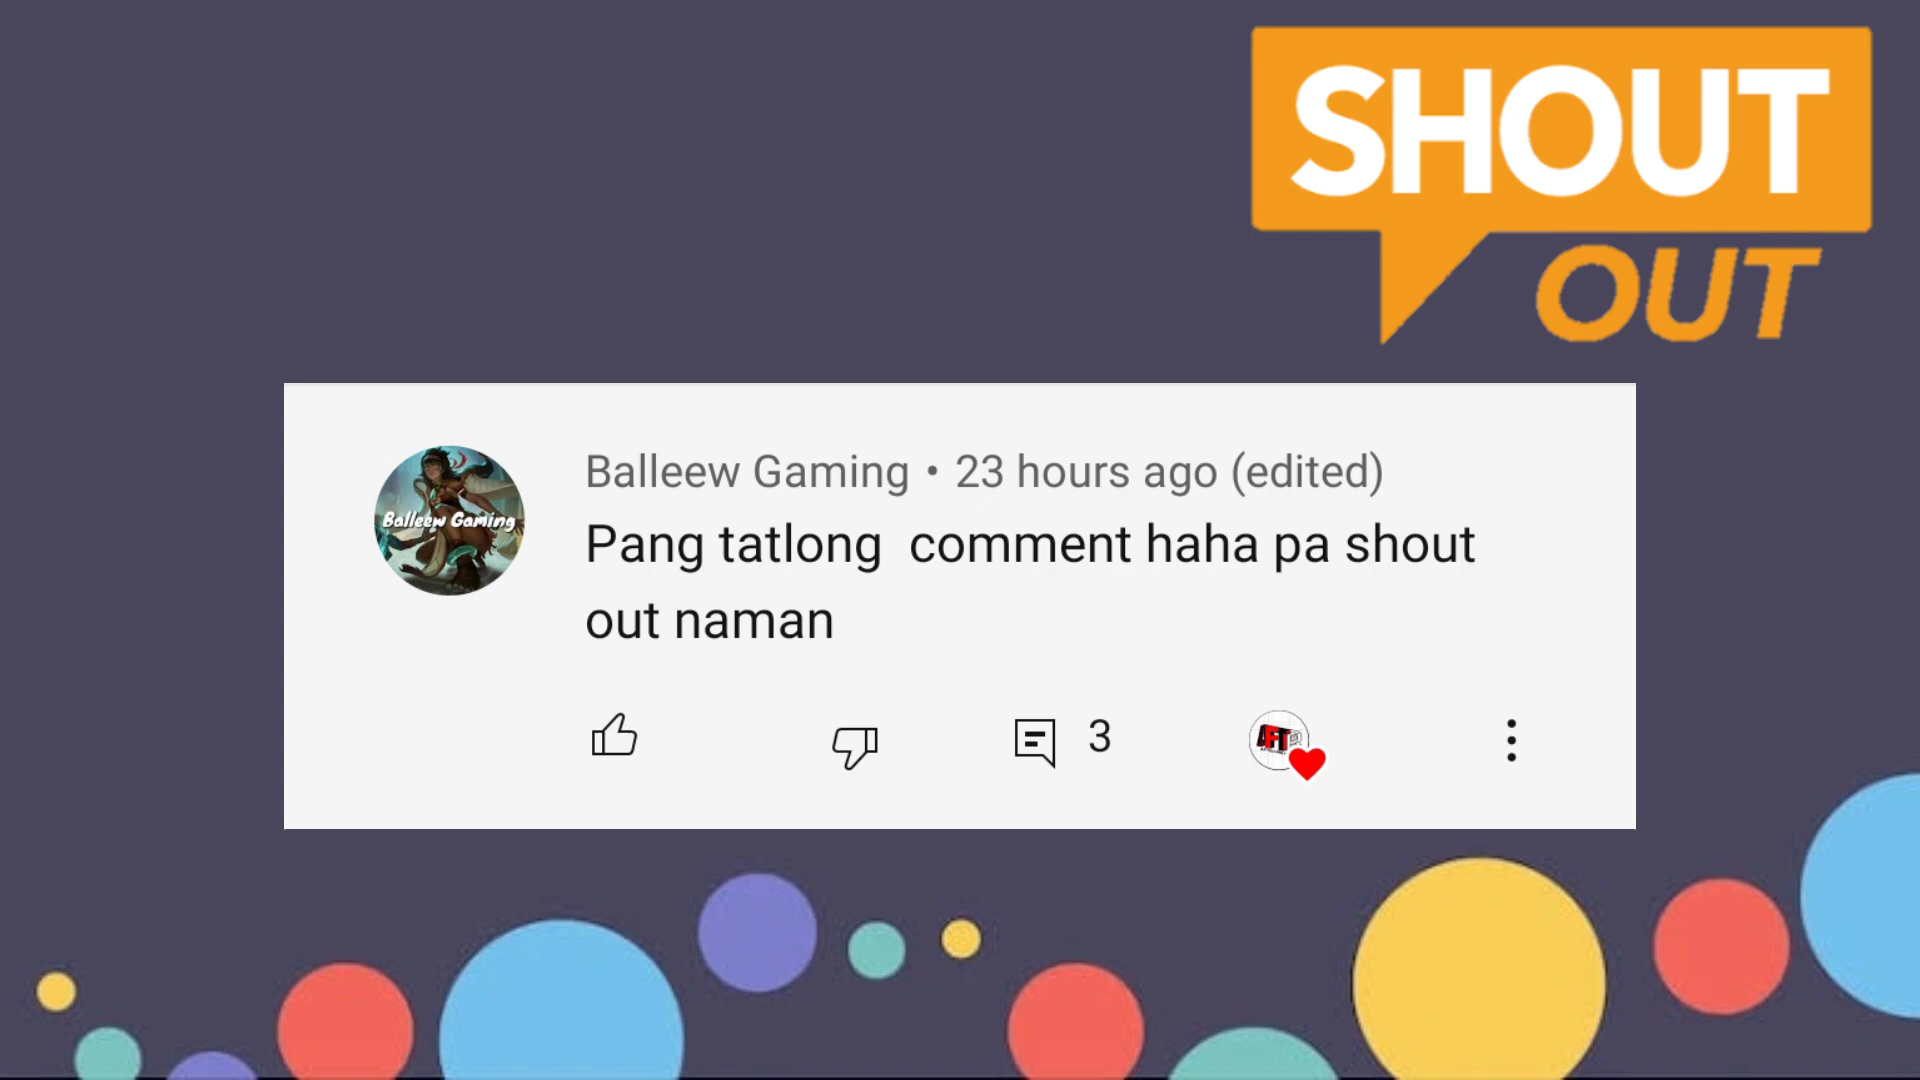 SHOUT
OUT
Balleew Gaming • 23 hours ago (edited)
Balleew Gaming
Pang tatlong  comment haha pa shout
out naman
3